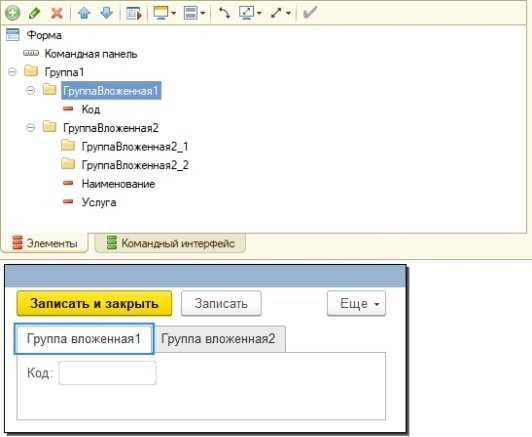 Форма
Командная панель
Группа1
ГруппаВложенная1
Код
ГруппаВложенная2
ГруппаВложенная2_1
ГруппаВложенная2_2
Наименование
Услуга
Элементы Командный интерфейс
Записать и закрыть Записать Еще
Группа вложенная1 Группа вложенная2
Код: